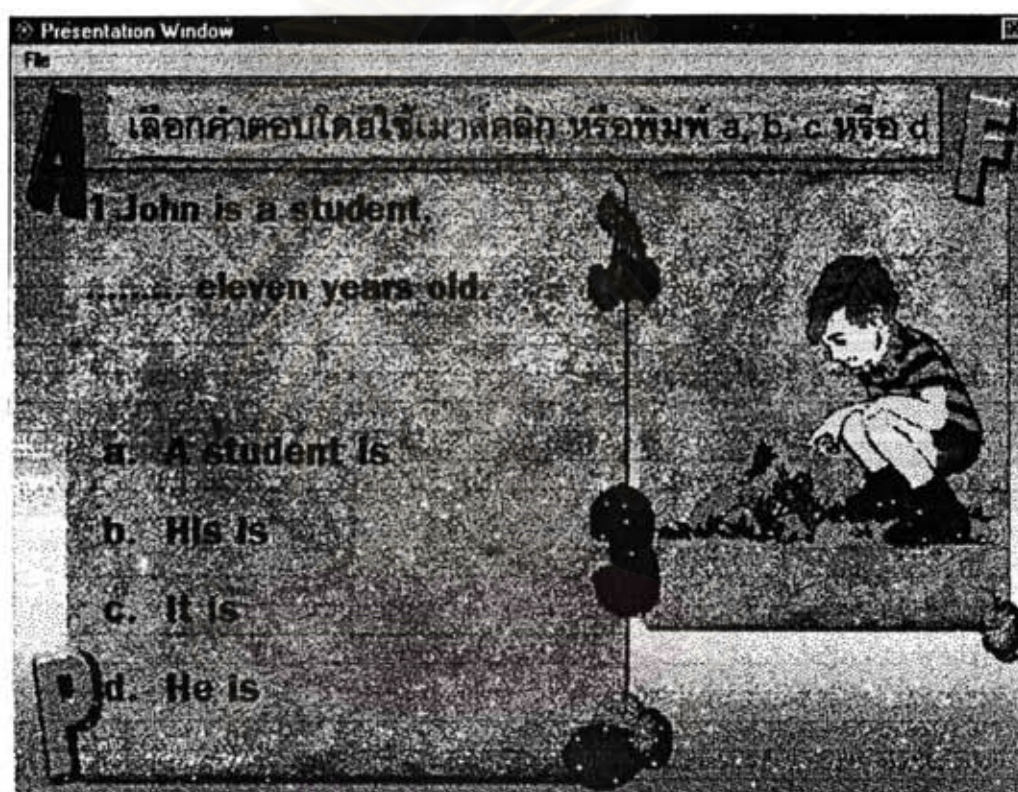 Presentation Window
File
เลือกคำตอบโดยใช้เมาส์คลิก หรือพิมพ์ a, b, c หรือ d
A
F
1.John is a student.
......... eleven years old.
a. A student is
b. His is
c. It is
d. He is
P